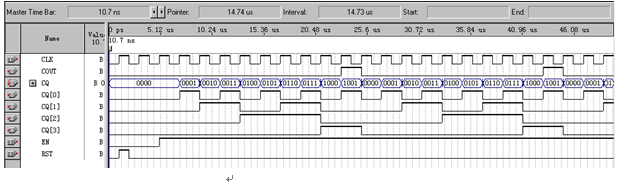 Master Time Bar: 10.7 ns Pointer: 14.74 us Interval: 14.73 us Start: End:
Name Valu 10. 0 ps 5.12 us 10.24 us 15.36 us 20.48 us 25.6 us 30.72 us 35.84 us 40.96 us 46.08 us
10.7 ns
CLK B
COUT B
CQ B 0 0000 0001 0010 0011 0100 0101 0110 0111 1000 1001 0000 0001 0010 0011 0100 0101 0110 0111 1000 1001 0000 0001
CQ[0] B
CQ[1] B
CQ[2] B
CQ[3] B
EN B
RST B